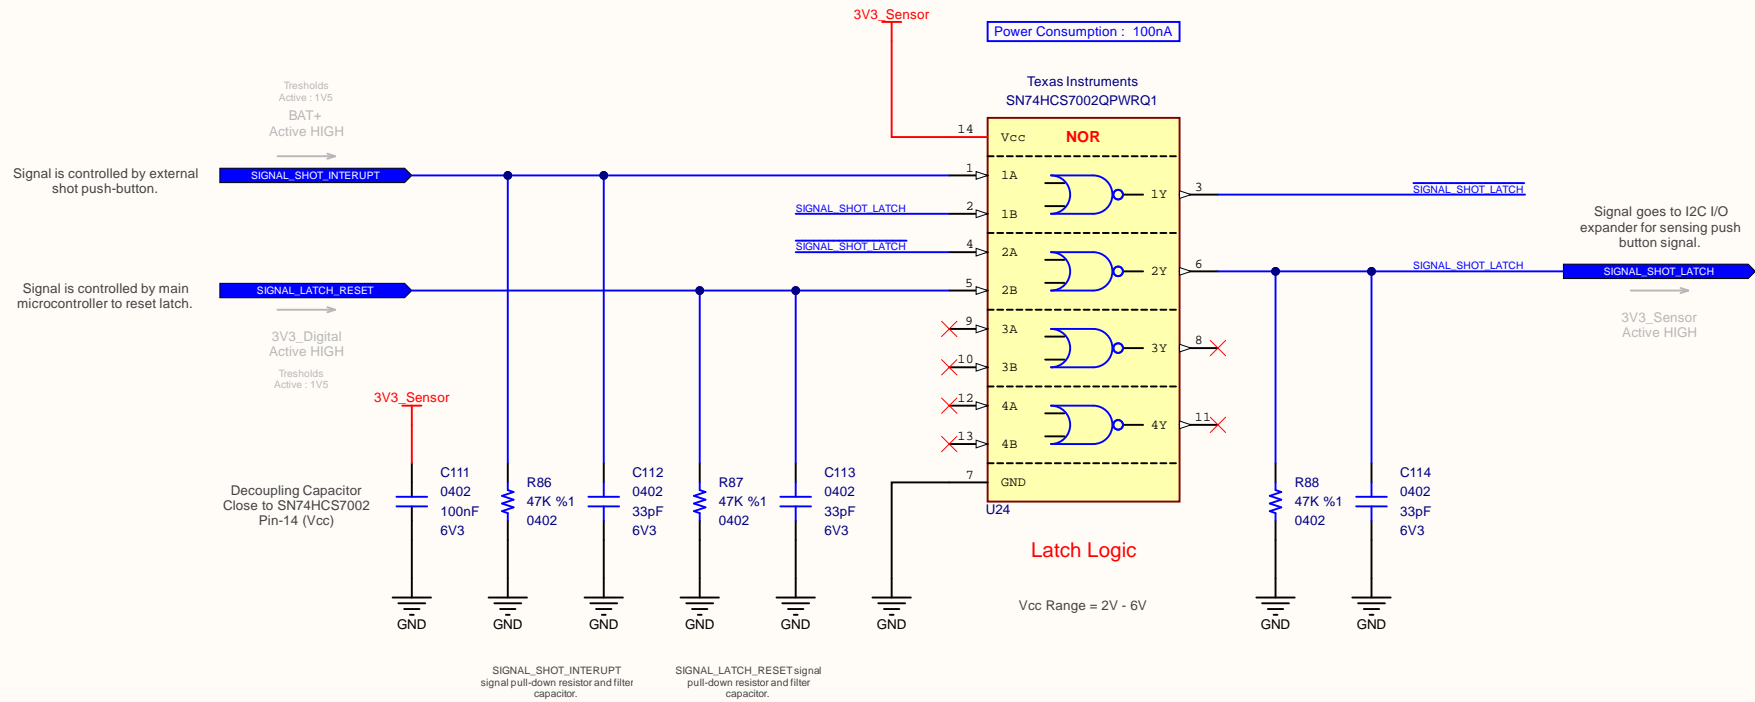 3V3_Sensor
Power Consumption : 100nA
Texas Instruments
SN74HCS7002QPWRQ1
Tresholds
Active : 1V5
BAT+
Active HIGH
Signal is controlled by external
shot push-button.
SIGNAL_SHOT_INTERUPT
SIGNAL_SHOT_LATCH
SIGNAL_SHOT_LATCH
Signal is controlled by main
microcontroller to reset latch.
SIGNAL_LATCH_RESET
3V3_Digital
Active HIGH
Tresholds
Active : 1V5
14 Vcc NOR
1 1A
1Y 3
2 1B
4 2A
2Y 6
5 2B
9 3A
3Y 8
10 3B
12 4A
4Y 11
13 4B
7 GND
U24
SIGNAL_SHOT_LATCH
SIGNAL_SHOT_LATCH
Signal goes to I2C I/O
expander for sensing push
button signal.
SIGNAL_SHOT_LATCH
3V3_Sensor
Active HIGH
3V3_Sensor
Decoupling Capacitor
Close to SN74HCS7002
Pin-14 (Vcc)
C111
0402
100nF
6V3
R86
47K %1
0402
C112
0402
33pF
6V3
R87
47K %1
0402
C113
0402
33pF
6V3
R88
47K %1
0402
C114
0402
33pF
6V3
Latch Logic
Vcc Range = 2V - 6V
GND
GND
GND
GND
GND
GND
GND
GND
SIGNAL_SHOT_INTERUPT
signal pull-down resistor and filter
capacitor.
SIGNAL_LATCH_RESET signal
pull-down resistor and filter
capacitor.